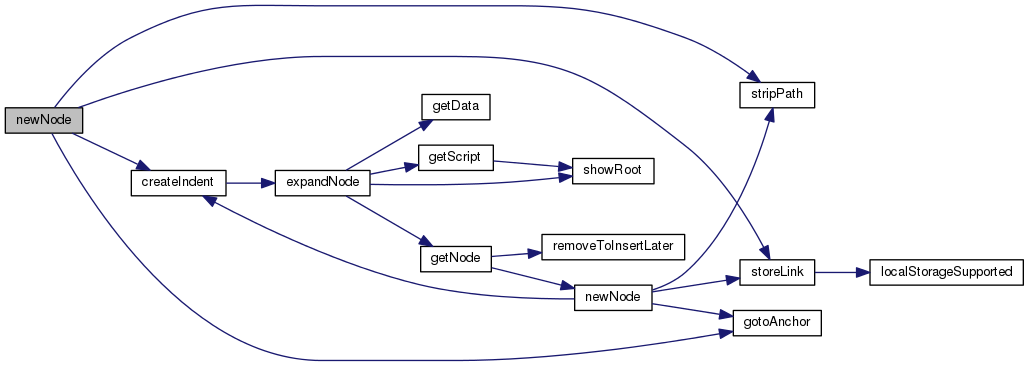 newNode
createIndent
expandNode
getData
getScript
showRoot
getNode
removeToInsertLater
newNode
stripPath
storeLink
localStorageSupported
gotoAnchor